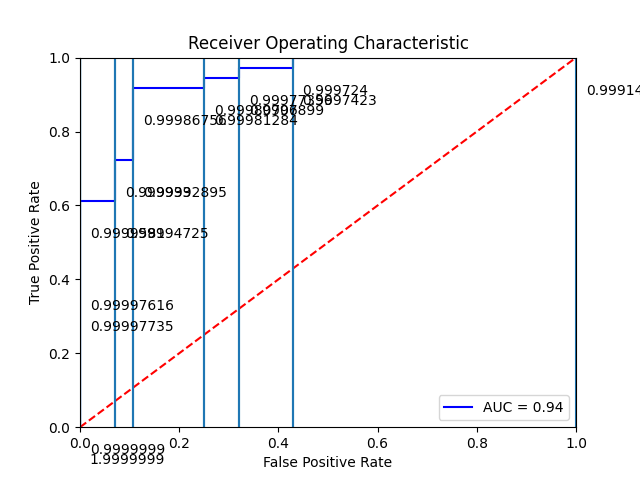 Receiver Operating Characteristic
1.0
0.999724
0.99914
0.9997423
0.99981284
0.8
0.6
0.99997616
0.99997735
0.4
0.2
0.0
AUC = 0.94
0.0 0.2 0.4 0.6 0.8 1.0
0.9999999
1.9999999
False Positive Rate
True Positive Rate